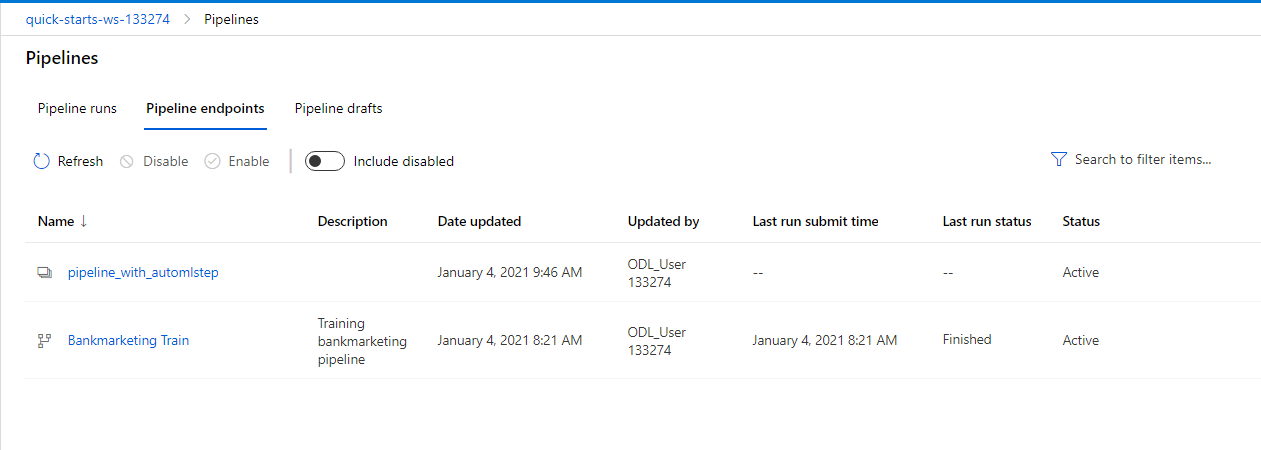 quick-starts-ws-133274 > Pipelines
Pipelines
Pipeline runs Pipeline endpoints Pipeline drafts
Refresh Disable Enable Include disabled Search to filter items...
Name ↓ Description Date updated Updated by Last run submit time Last run status Status
pipeline_with_automlstep January 4, 2021 9:46 AM ODL_User 133274 -- -- Active
Bankmarketing Train Training bankmarketing pipeline January 4, 2021 8:21 AM ODL_User 133274 January 4, 2021 8:21 AM Finished Active